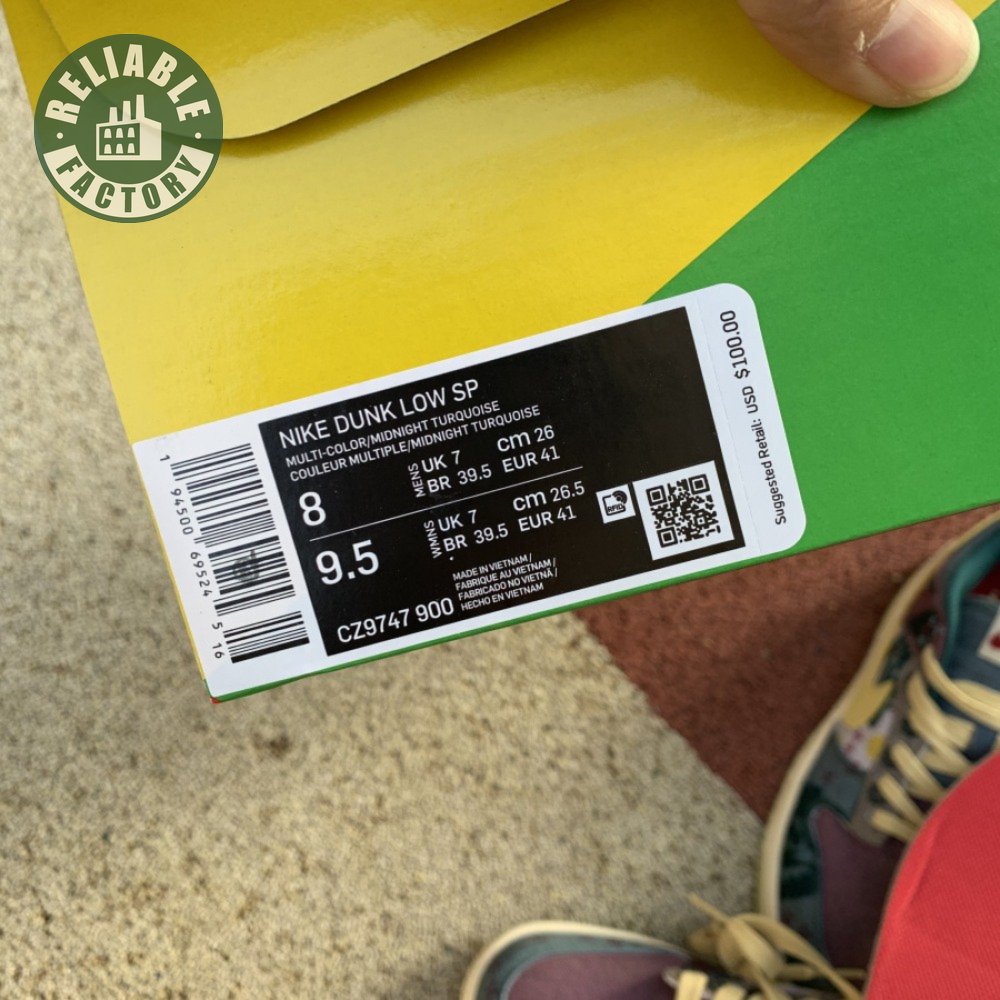 RELIABLE
FACTORY
NIKE DUNK LOW SP
MULTI-COLOR/MIDNIGHT TURQUOISE
COULEUR MULTIPLE/MIDNIGHT TURQUOISE
8
MENS
UK 7
cm 26
BR 39.5
EUR 41
9.5
WMNS
UK 7
cm 26.5
BR 39.5
EUR 41
RFID
MADE IN VIETNAM /
FABRIQUE AU VIETNAM /
FABRICADO NO VIETNÃ /
HECHO EN VIETNAM
CZ9747 900
1 94500 69524 5 16
Suggested Retail: USD $100.00